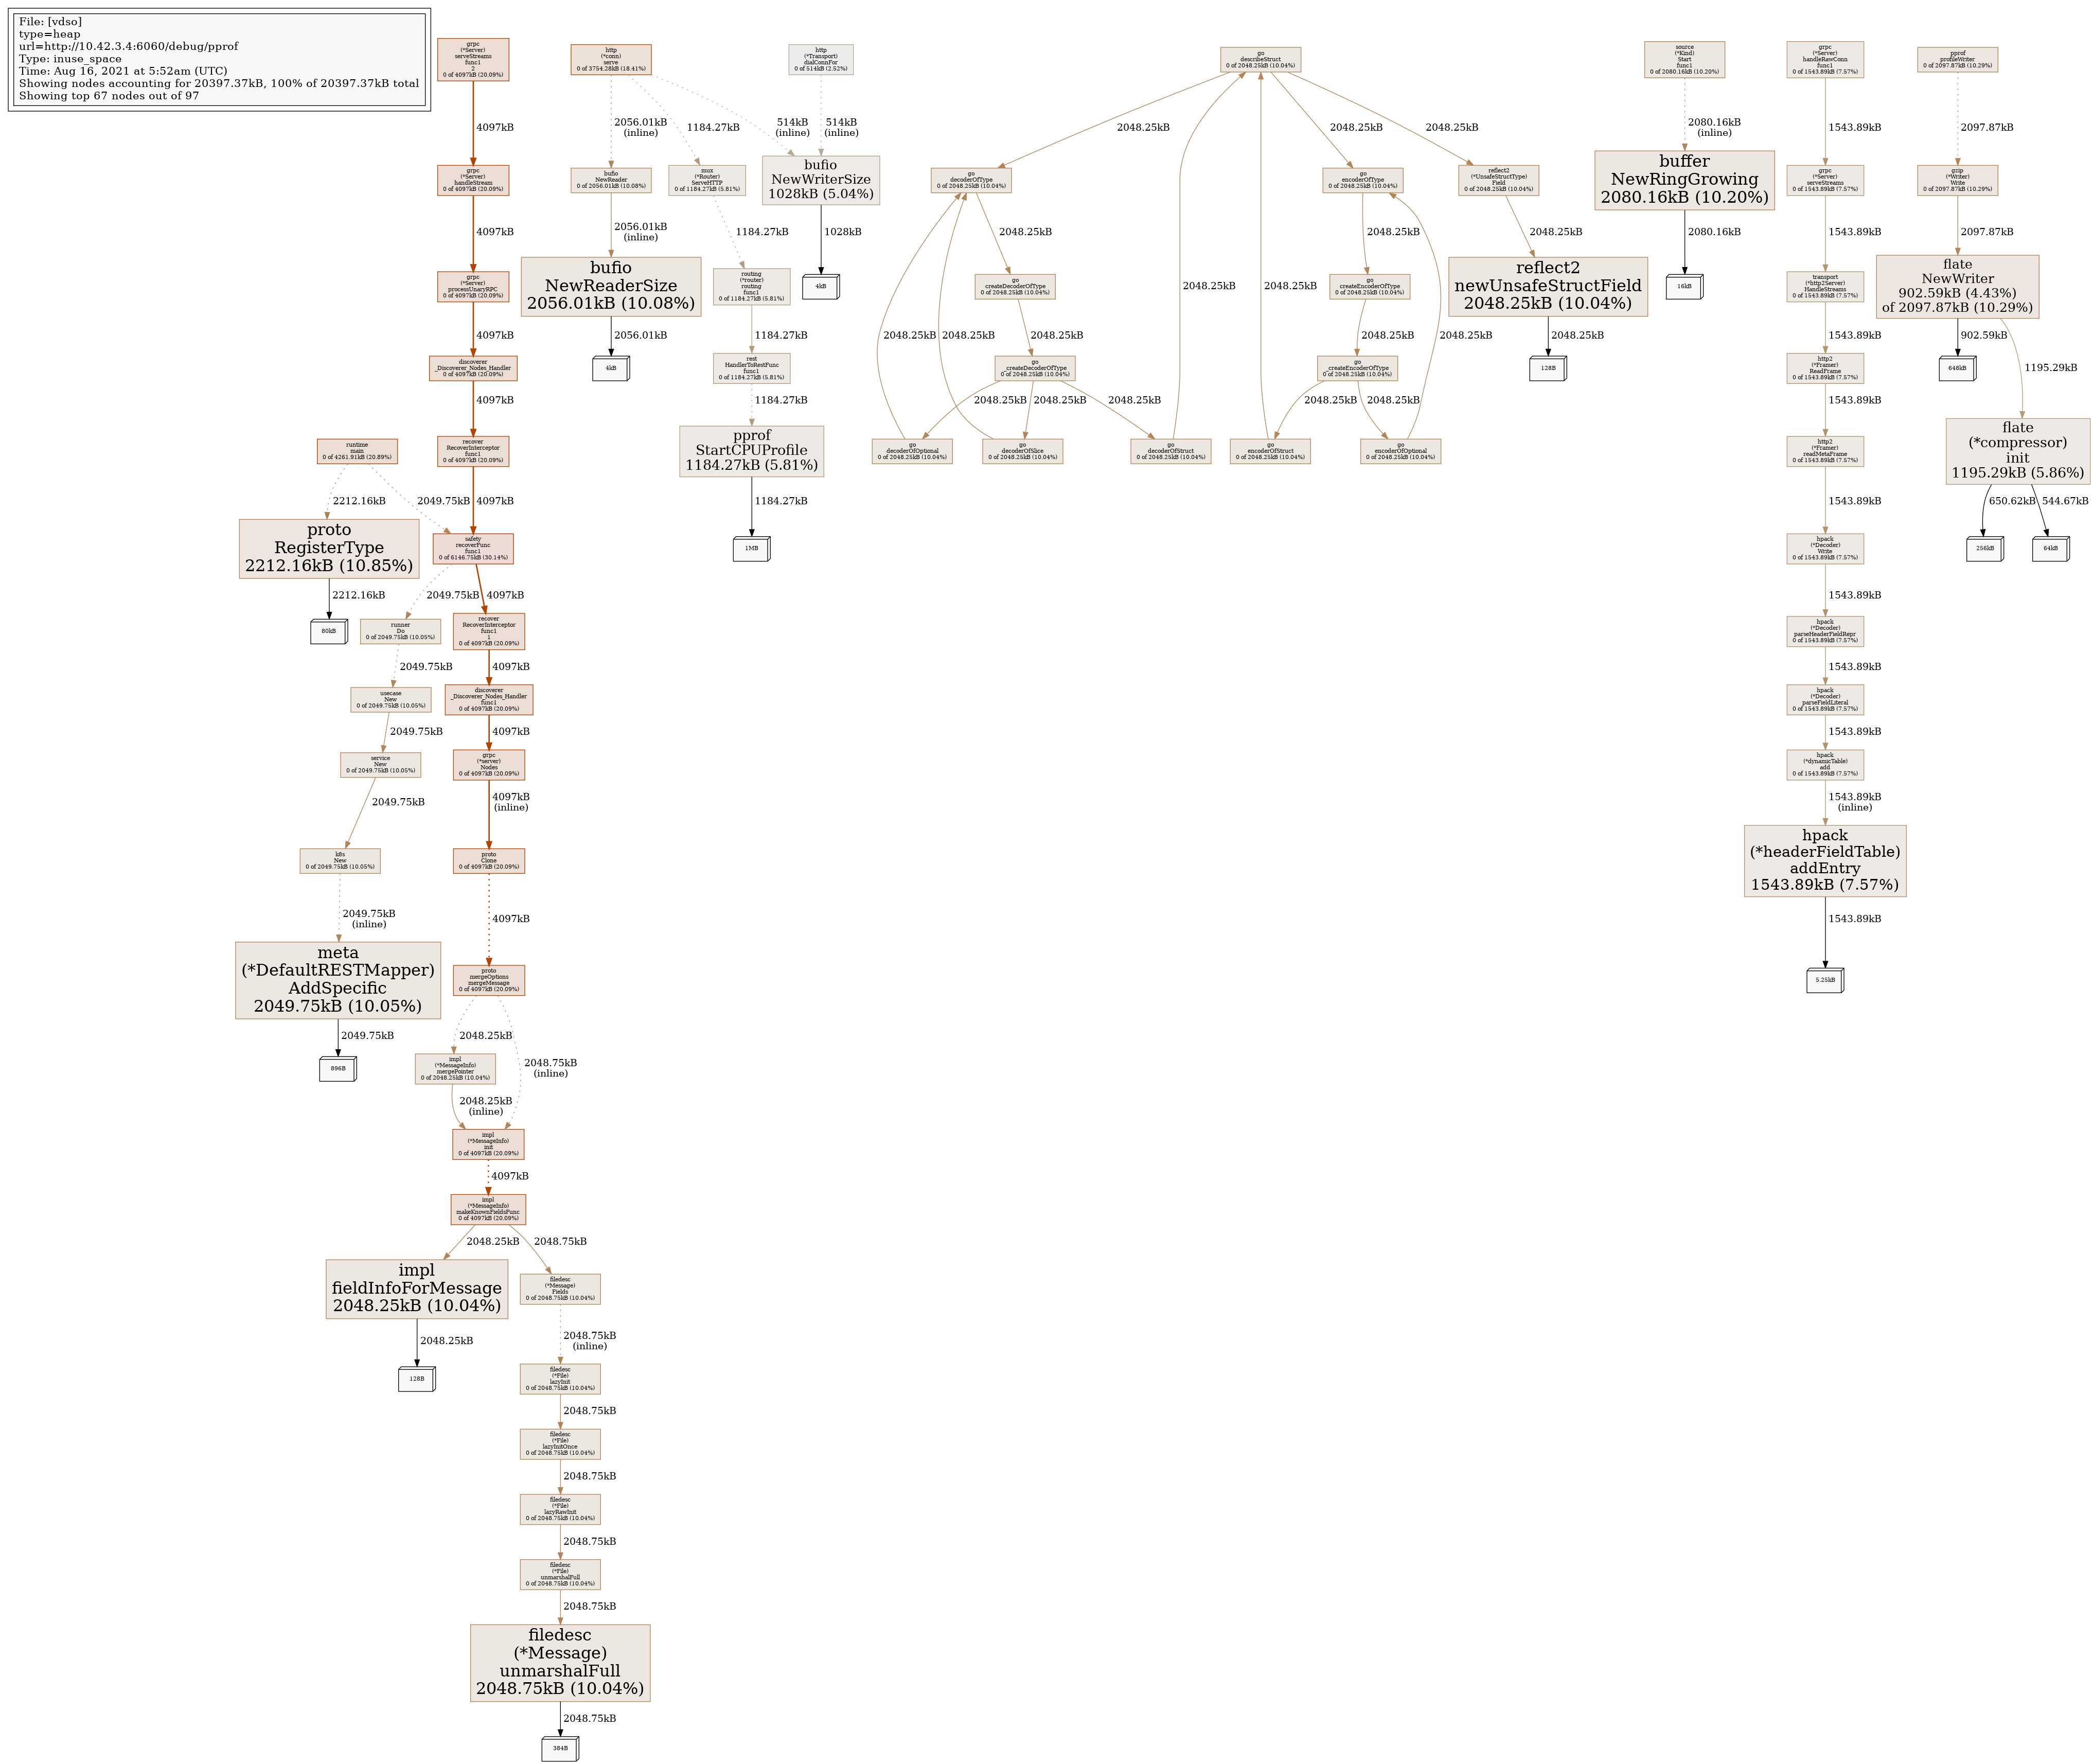 File: [vdso]
type=heap
url=http://10.42.3.4:6060/debug/pprof
Type: inuse_space
Time: Aug 16, 2021 at 5:52am (UTC)
Showing nodes accounting for 20397.37kB, 100% of 20397.37kB total
Showing top 67 nodes out of 97
grpc
(*Server)
serveStreams
func1
2
0 of 4097kB (20.09%)
4097kB
grpc
(*Server)
handleStream
0 of 4097kB (20.09%)
4097kB
grpc
(*Server)
processUnaryRPC
0 of 4097kB (20.09%)
4097kB
discoverer
_Discoverer_Nodes_Handler
0 of 4097kB (20.09%)
4097kB
recover
RecoverInterceptor
func1
0 of 4097kB (20.09%)
4097kB
runtime
main
0 of 4261.91kB (20.89%)
2212.16kB
2049.75kB
proto
RegisterType
2212.16kB (10.85%)
2212.16kB
80kB
safety
recoverFunc
func1
0 of 6146.75kB (30.14%)
2049.75kB
4097kB
runner
Do
0 of 2049.75kB (10.05%)
2049.75kB
usecase
New
0 of 2049.75kB (10.05%)
2049.75kB
service
New
0 of 2049.75kB (10.05%)
2049.75kB
k8s
New
0 of 2049.75kB (10.05%)
2049.75kB
(inline)
meta
(*DefaultRESTMapper)
AddSpecific
2049.75kB (10.05%)
2049.75kB
896B
recover
RecoverInterceptor
func1
1
0 of 4097kB (20.09%)
4097kB
discoverer
_Discoverer_Nodes_Handler
func1
0 of 4097kB (20.09%)
4097kB
grpc
(*server)
Nodes
0 of 4097kB (20.09%)
4097kB
(inline)
proto
Clone
0 of 4097kB (20.09%)
4097kB
proto
mergeOptions
mergeMessage
0 of 4097kB (20.09%)
2048.25kB
2048.75kB
(inline)
impl
(*MessageInfo)
mergePointer
0 of 2048.25kB (10.04%)
2048.25kB
(inline)
impl
(*MessageInfo)
init
0 of 4097kB (20.09%)
4097kB
impl
(*MessageInfo)
makeKnownFieldsFunc
0 of 4097kB (20.09%)
2048.25kB
2048.75kB
impl
fieldInfoForMessage
2048.25kB (10.04%)
2048.25kB
128B
filedesc
(*Message)
Fields
0 of 2048.75kB (10.04%)
2048.75kB
(inline)
filedesc
(*File)
lazyInit
0 of 2048.75kB (10.04%)
2048.75kB
filedesc
(*File)
lazyInitOnce
0 of 2048.75kB (10.04%)
2048.75kB
filedesc
(*File)
lazyRawInit
0 of 2048.75kB (10.04%)
2048.75kB
filedesc
(*File)
unmarshalFull
0 of 2048.75kB (10.04%)
2048.75kB
filedesc
(*Message)
unmarshalFull
2048.75kB (10.04%)
2048.75kB
384B
http
(*conn)
serve
0 of 3754.28kB (18.41%)
2056.01kB
(inline)
1184.27kB
514kB
(inline)
bufio
NewReader
0 of 2056.01kB (10.08%)
2056.01kB
(inline)
bufio
NewReaderSize
2056.01kB (10.08%)
2056.01kB
4kB
mux
(*Router)
ServeHTTP
0 of 1184.27kB (5.81%)
1184.27kB
routing
(*router)
routing
func1
0 of 1184.27kB (5.81%)
1184.27kB
rest
HandlerToRestFunc
func1
0 of 1184.27kB (5.81%)
1184.27kB
pprof
StartCPUProfile
1184.27kB (5.81%)
1184.27kB
1MB
http
(*Transport)
dialConnFor
0 of 514kB (2.52%)
514kB
(inline)
bufio
NewWriterSize
1028kB (5.04%)
1028kB
4kB
go
describeStruct
0 of 2048.25kB (10.04%)
2048.25kB
2048.25kB
2048.25kB
go
decoderOfType
0 of 2048.25kB (10.04%)
2048.25kB
go
createDecoderOfType
0 of 2048.25kB (10.04%)
2048.25kB
go
_createDecoderOfType
0 of 2048.25kB (10.04%)
2048.25kB
2048.25kB
2048.25kB
go
decoderOfOptional
0 of 2048.25kB (10.04%)
2048.25kB
go
decoderOfSlice
0 of 2048.25kB (10.04%)
2048.25kB
go
decoderOfStruct
0 of 2048.25kB (10.04%)
2048.25kB
go
encoderOfType
0 of 2048.25kB (10.04%)
2048.25kB
go
createEncoderOfType
0 of 2048.25kB (10.04%)
2048.25kB
go
_createEncoderOfType
0 of 2048.25kB (10.04%)
2048.25kB
2048.25kB
go
encoderOfStruct
0 of 2048.25kB (10.04%)
2048.25kB
go
encoderOfOptional
0 of 2048.25kB (10.04%)
2048.25kB
reflect2
(*UnsafeStructType)
Field
0 of 2048.25kB (10.04%)
2048.25kB
reflect2
newUnsafeStructField
2048.25kB (10.04%)
2048.25kB
128B
source
(*Kind)
Start
func1
0 of 2080.16kB (10.20%)
2080.16kB
(inline)
buffer
NewRingGrowing
2080.16kB (10.20%)
2080.16kB
16kB
grpc
(*Server)
handleRawConn
func1
0 of 1543.89kB (7.57%)
1543.89kB
grpc
(*Server)
serveStreams
0 of 1543.89kB (7.57%)
1543.89kB
transport
(*http2Server)
HandleStreams
0 of 1543.89kB (7.57%)
1543.89kB
http2
(*Framer)
ReadFrame
0 of 1543.89kB (7.57%)
1543.89kB
http2
(*Framer)
readMetaFrame
0 of 1543.89kB (7.57%)
1543.89kB
hpack
(*Decoder)
Write
0 of 1543.89kB (7.57%)
1543.89kB
hpack
(*Decoder)
parseHeaderFieldRepr
0 of 1543.89kB (7.57%)
1543.89kB
hpack
(*Decoder)
parseFieldLiteral
0 of 1543.89kB (7.57%)
1543.89kB
hpack
(*dynamicTable)
add
0 of 1543.89kB (7.57%)
1543.89kB
(inline)
hpack
(*headerFieldTable)
addEntry
1543.89kB (7.57%)
1543.89kB
5.25kB
pprof
profileWriter
0 of 2097.87kB (10.29%)
2097.87kB
gzip
(*Writer)
Write
0 of 2097.87kB (10.29%)
2097.87kB
flate
NewWriter
902.59kB (4.43%)
of 2097.87kB (10.29%)
902.59kB
1195.29kB
648kB
flate
(*compressor)
init
1195.29kB (5.86%)
650.62kB
544.67kB
256kB
64kB